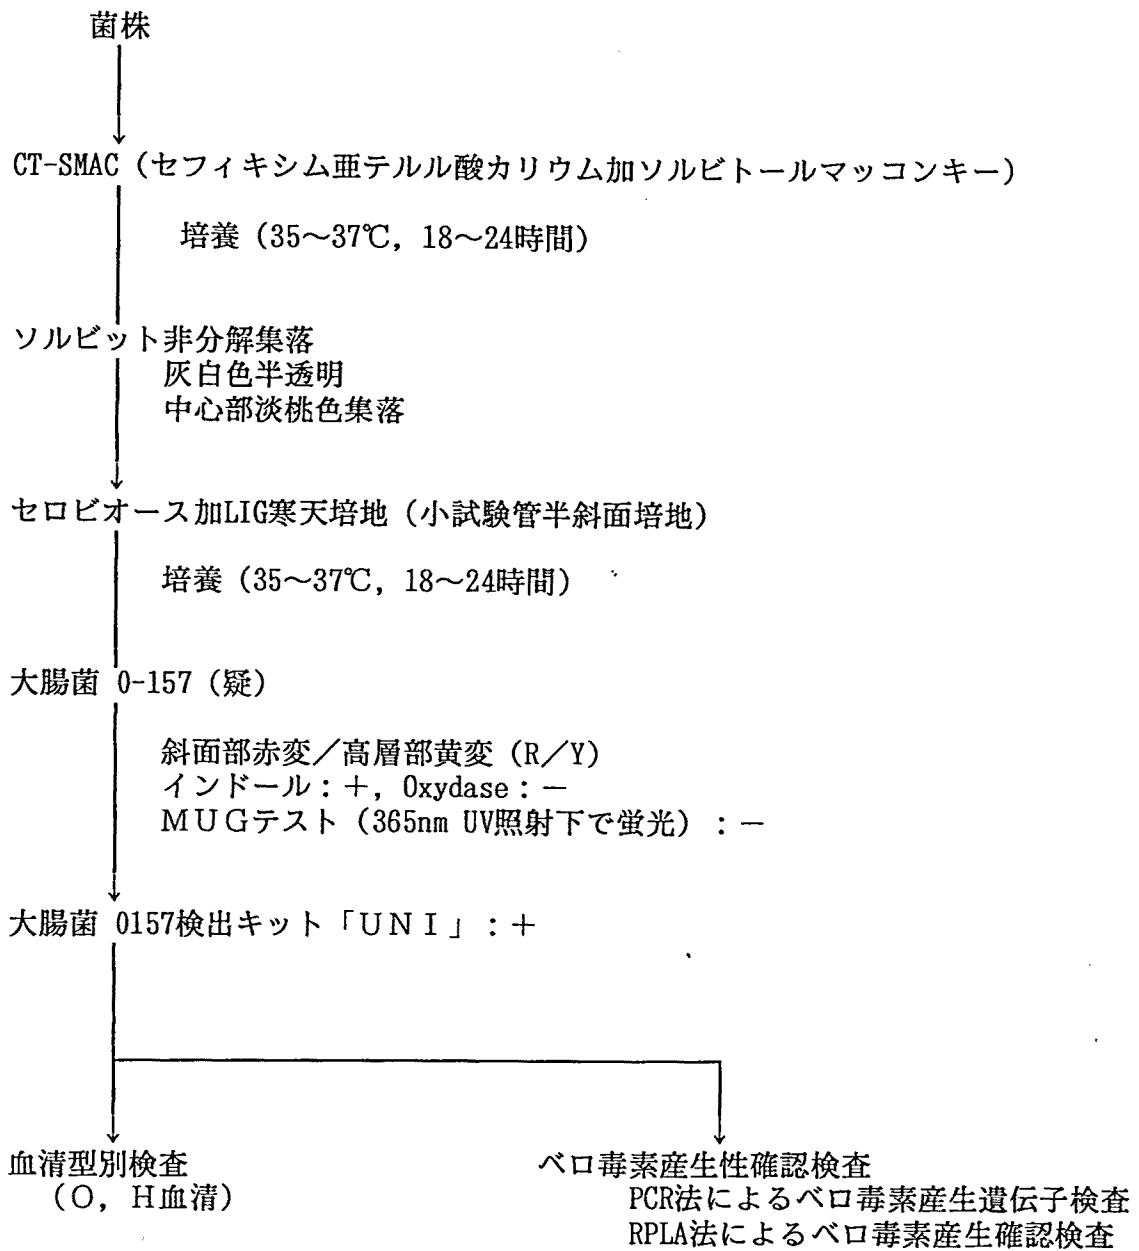 菌株
CT-SMAC（セフィキシム亜テルル酸カリウム加ソルビトールマッコンキー）
培養（35～37℃，18～24時間）
ソルビット非分解集落
灰白色半透明
中心部淡桃色集落
セロビオース加LIG寒天培地（小試験管半斜面培地）
培養（35～37℃，18～24時間）
大腸菌 0-157（疑）
斜面部赤変／高層部黄変（R／Y）
インドール：＋，Oxydase：－
ＭＵＧテスト（365nm UV照射下で蛍光）：－
大腸菌 0157検出キット「ＵＮＩ」：＋
血清型別検査
（Ｏ，Ｈ血清）
ベロ毒素産生性確認検査
PCR法によるベロ毒素産生遺伝子検査
RPLA法によるベロ毒素産生確認検査